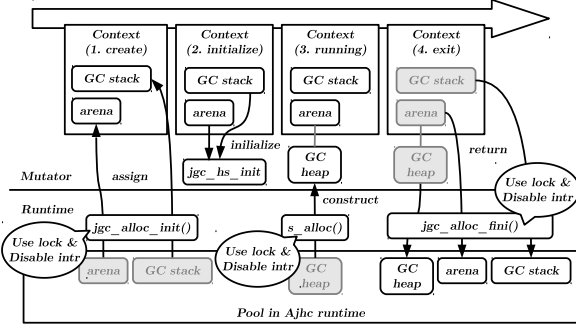 Context
(1. create)
Context
(2. initialize)
Context
(3. running)
Context
(4. exit)
GC stack
GC stack
GC stack
GC stack
arena
arena
arena
arena
inilialize
jgc_hs_init
GC
heap
GC
heap
return
Mutator
assign
construct
Use lock &
Disable intr
Runtime
jgc_alloc_init()
s_alloc()
jgc_alloc_fini()
Use lock &
Disable intr
Use lock &
Disable intr
arena
GC stack
GC
heap
GC
heap
arena
GC stack
Pool in Ajhc runtime